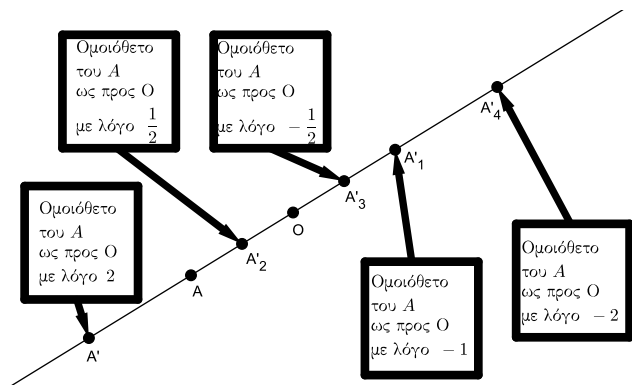 Ομοιόθετο
του A
ως προς Ο
με λόγο 1/2
Ομοιόθετο
του A
ως προς Ο
με λόγο −1/2
A'4
A'1
A'3
Ομοιόθετο
του A
ως προς Ο
με λόγο 2
O
A'2
A
A'
Ομοιόθετο
του A
ως προς Ο
με λόγο −1
Ομοιόθετο
του A
ως προς Ο
με λόγο −2